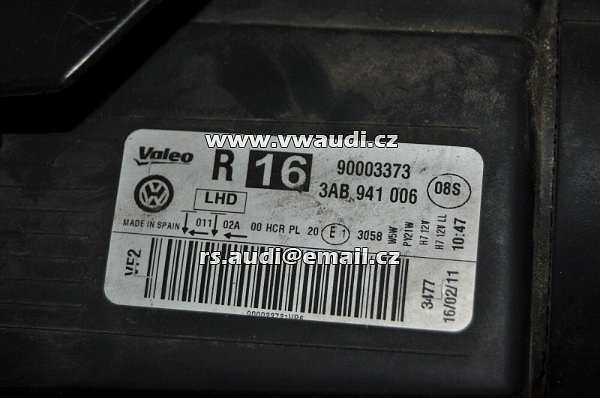 www.vwaudi.cz
Valeo R 16 90003373
LHD 3AB 941 006 08S
MADE IN SPAIN 011 02A 00 HCR PL 20 E1 3058
W5W
PY21W
H7 12V
H7 12V LL
10:47
rs.audi@email.cz
VF2
3477
16/02/11